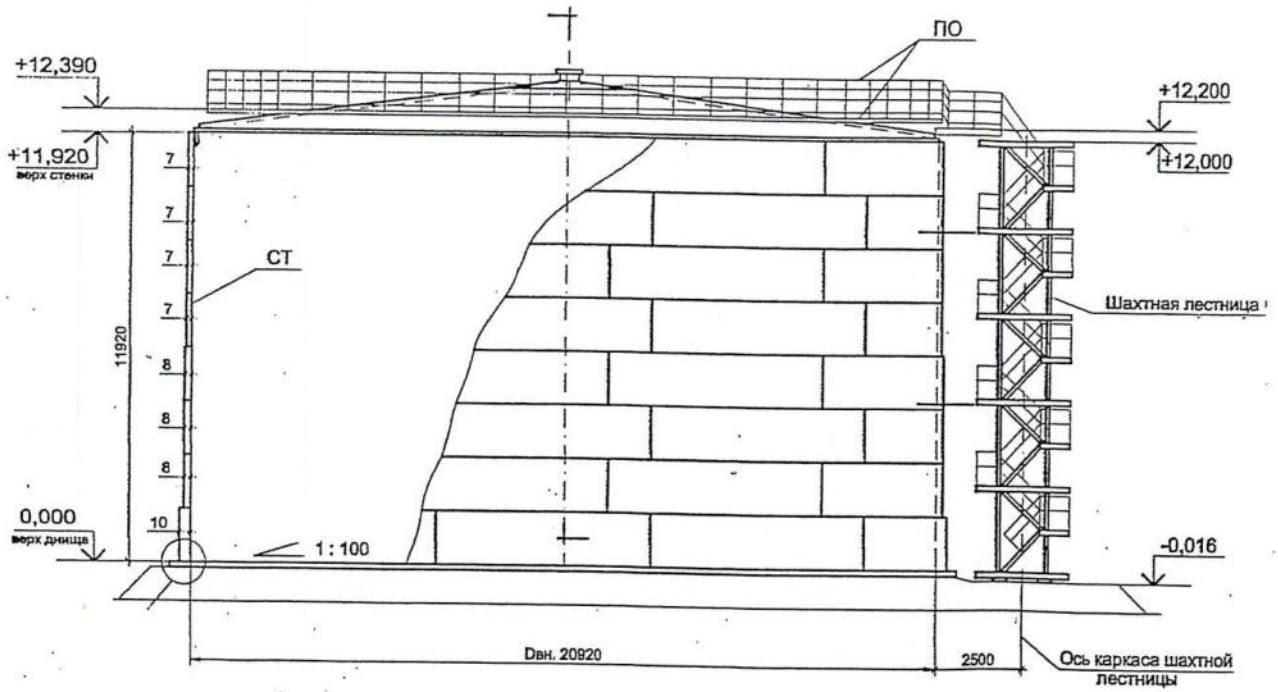 ПО
+12,390
+12,200
+11,920
верх стенки
+12,000
7
7
СТ
7
7
Шахтная лестница
11920
8
8
8
0,000
верх днища
10
1 : 100
-0,016
Dвн. 20920
2500
Ось каркаса шахтной
лестницы